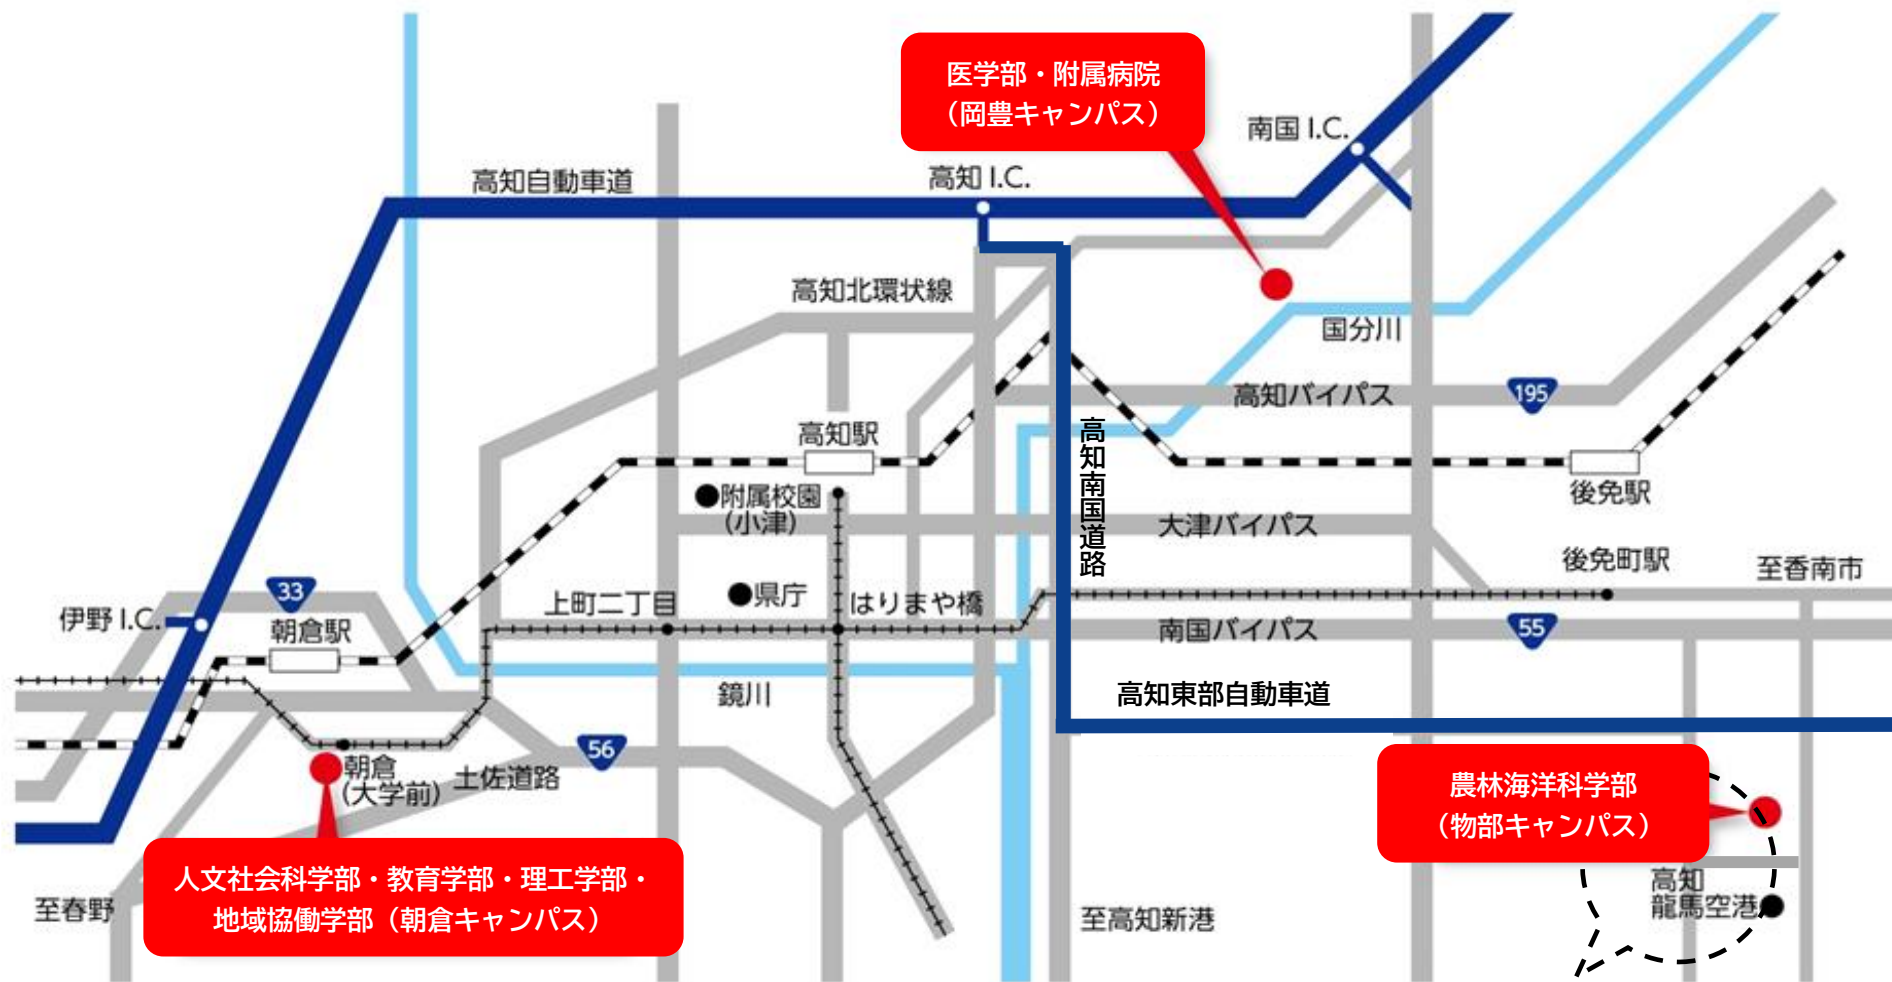 医学部・附属病院
（岡豊キャンパス）
南国 I.C.
高知自動車道
高知 I.C.
高知北環状線
国分川
高知バイパス
195
高知駅
高知南国道路
後免駅
附属校園
（小津）
大津バイパス
後免町駅
至香南市
33
伊野 I.C.
朝倉駅
上町二丁目
県庁
はりまや橋
南国バイパス
55
鏡川
高知東部自動車道
56
朝倉
（大学前）
土佐道路
農林海洋科学部
（物部キャンパス）
人文社会科学部・教育学部・理工学部・
地域協働学部（朝倉キャンパス）
至春野
至高知新港
高知
龍馬空港